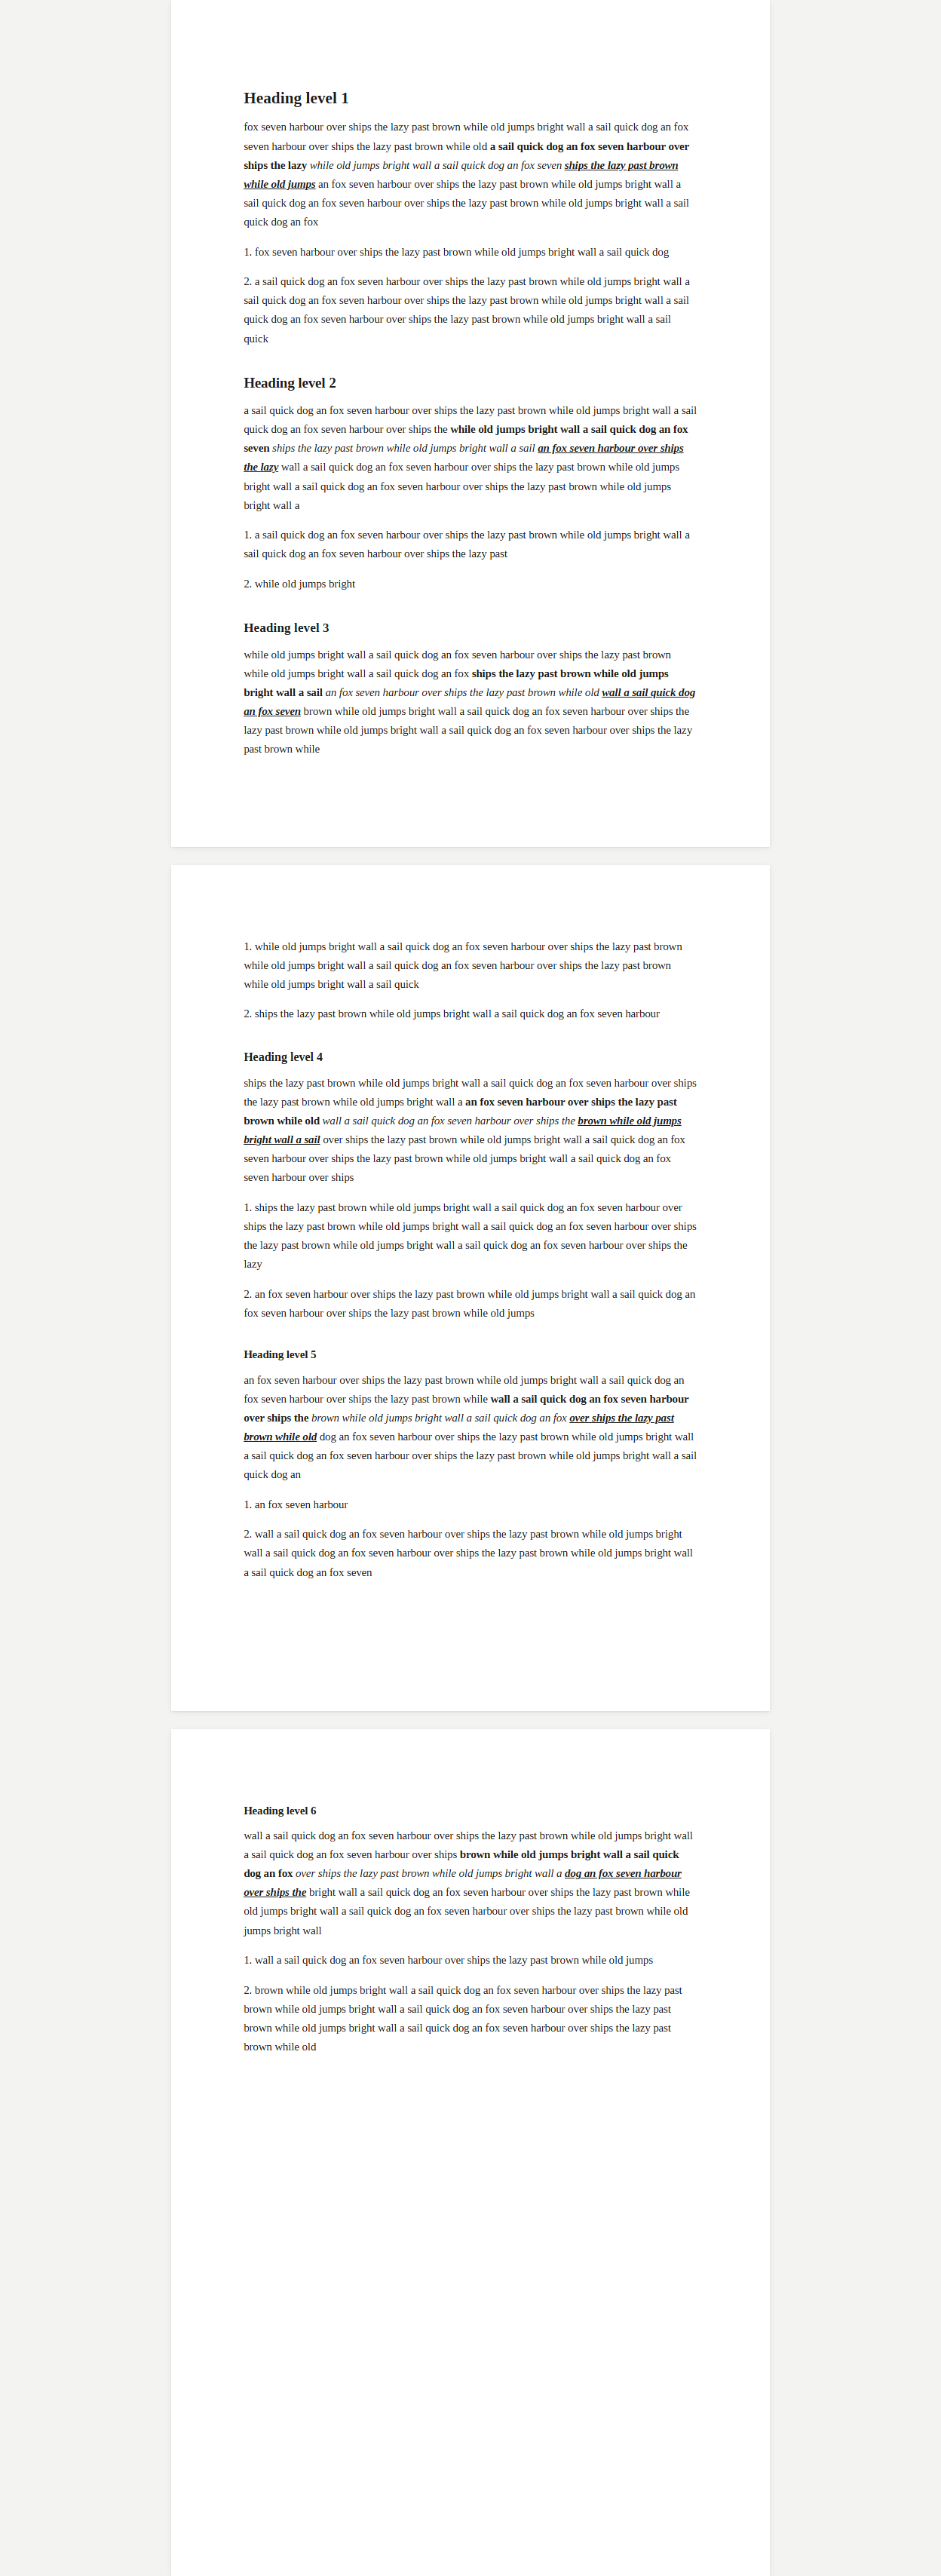 Heading level 1
fox seven harbour over ships the lazy past brown while old jumps bright wall a sail quick dog an fox
seven harbour over ships the lazy past brown while old a sail quick dog an fox seven harbour over
ships the lazy while old jumps bright wall a sail quick dog an fox seven ships the lazy past brown
while old jumps an fox seven harbour over ships the lazy past brown while old jumps bright wall a
sail quick dog an fox seven harbour over ships the lazy past brown while old jumps bright wall a sail
quick dog an fox
1. fox seven harbour over ships the lazy past brown while old jumps bright wall a sail quick dog
2. a sail quick dog an fox seven harbour over ships the lazy past brown while old jumps bright wall a
sail quick dog an fox seven harbour over ships the lazy past brown while old jumps bright wall a sail
quick dog an fox seven harbour over ships the lazy past brown while old jumps bright wall a sail
quick
Heading level 2
a sail quick dog an fox seven harbour over ships the lazy past brown while old jumps bright wall a sail
quick dog an fox seven harbour over ships the while old jumps bright wall a sail quick dog an fox
seven ships the lazy past brown while old jumps bright wall a sail an fox seven harbour over ships
the lazy wall a sail quick dog an fox seven harbour over ships the lazy past brown while old jumps
bright wall a sail quick dog an fox seven harbour over ships the lazy past brown while old jumps
bright wall a
1. a sail quick dog an fox seven harbour over ships the lazy past brown while old jumps bright wall a
sail quick dog an fox seven harbour over ships the lazy past
2. while old jumps bright
Heading level 3
while old jumps bright wall a sail quick dog an fox seven harbour over ships the lazy past brown
while old jumps bright wall a sail quick dog an fox ships the lazy past brown while old jumps
bright wall a sail an fox seven harbour over ships the lazy past brown while old wall a sail quick dog
an fox seven brown while old jumps bright wall a sail quick dog an fox seven harbour over ships the
lazy past brown while old jumps bright wall a sail quick dog an fox seven harbour over ships the lazy
past brown while
1. while old jumps bright wall a sail quick dog an fox seven harbour over ships the lazy past brown
while old jumps bright wall a sail quick dog an fox seven harbour over ships the lazy past brown
while old jumps bright wall a sail quick
2. ships the lazy past brown while old jumps bright wall a sail quick dog an fox seven harbour
Heading level 4
ships the lazy past brown while old jumps bright wall a sail quick dog an fox seven harbour over ships
the lazy past brown while old jumps bright wall a an fox seven harbour over ships the lazy past
brown while old wall a sail quick dog an fox seven harbour over ships the brown while old jumps
bright wall a sail over ships the lazy past brown while old jumps bright wall a sail quick dog an fox
seven harbour over ships the lazy past brown while old jumps bright wall a sail quick dog an fox
seven harbour over ships
1. ships the lazy past brown while old jumps bright wall a sail quick dog an fox seven harbour over
ships the lazy past brown while old jumps bright wall a sail quick dog an fox seven harbour over ships
the lazy past brown while old jumps bright wall a sail quick dog an fox seven harbour over ships the
lazy
2. an fox seven harbour over ships the lazy past brown while old jumps bright wall a sail quick dog an
fox seven harbour over ships the lazy past brown while old jumps
Heading level 5
an fox seven harbour over ships the lazy past brown while old jumps bright wall a sail quick dog an
fox seven harbour over ships the lazy past brown while wall a sail quick dog an fox seven harbour
over ships the brown while old jumps bright wall a sail quick dog an fox over ships the lazy past
brown while old dog an fox seven harbour over ships the lazy past brown while old jumps bright wall
a sail quick dog an fox seven harbour over ships the lazy past brown while old jumps bright wall a sail
quick dog an
1. an fox seven harbour
2. wall a sail quick dog an fox seven harbour over ships the lazy past brown while old jumps bright
wall a sail quick dog an fox seven harbour over ships the lazy past brown while old jumps bright wall
a sail quick dog an fox seven
Heading level 6
wall a sail quick dog an fox seven harbour over ships the lazy past brown while old jumps bright wall
a sail quick dog an fox seven harbour over ships brown while old jumps bright wall a sail quick
dog an fox over ships the lazy past brown while old jumps bright wall a dog an fox seven harbour
over ships the bright wall a sail quick dog an fox seven harbour over ships the lazy past brown while
old jumps bright wall a sail quick dog an fox seven harbour over ships the lazy past brown while old
jumps bright wall
1. wall a sail quick dog an fox seven harbour over ships the lazy past brown while old jumps
2. brown while old jumps bright wall a sail quick dog an fox seven harbour over ships the lazy past
brown while old jumps bright wall a sail quick dog an fox seven harbour over ships the lazy past
brown while old jumps bright wall a sail quick dog an fox seven harbour over ships the lazy past
brown while old